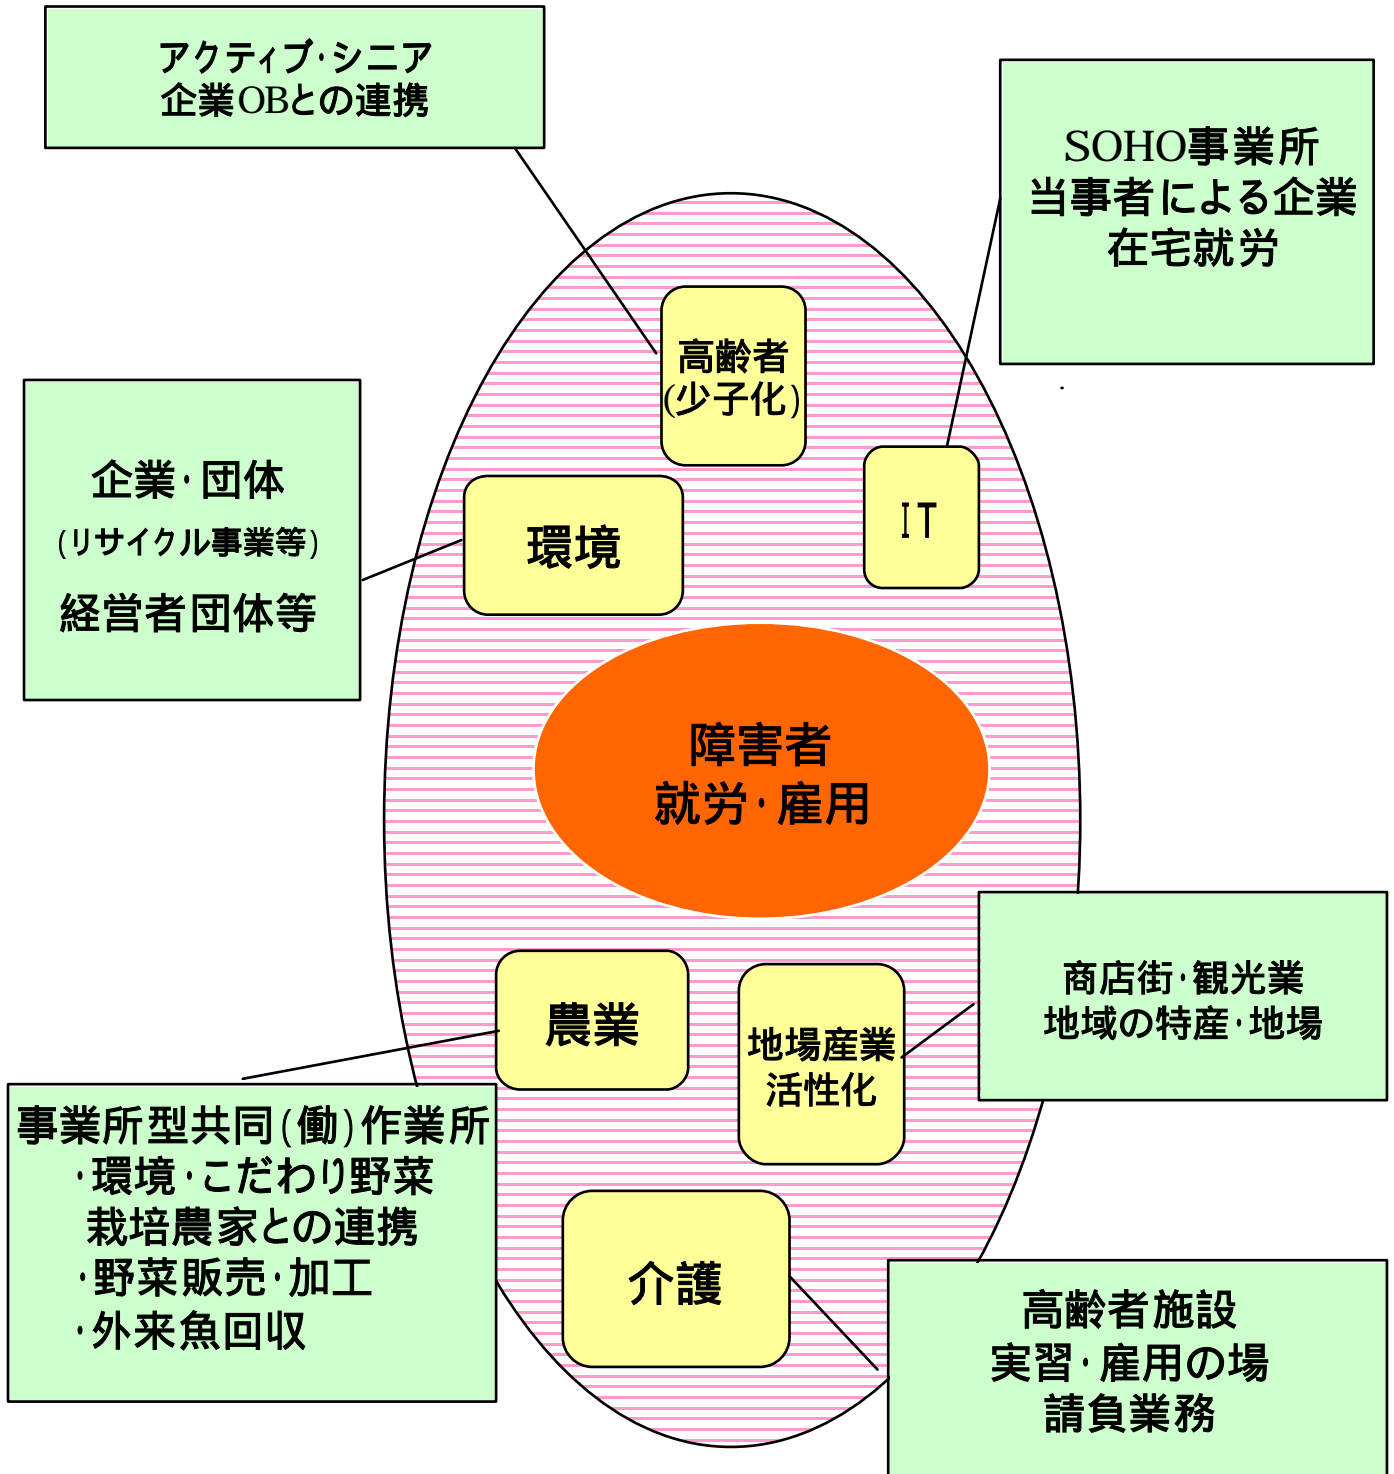 アクティブ・シニア
企業OBとの連携
SOHO事業所
当事者による企業
在宅就労
高齢者
(少子化)
企業・団体
(リサイクル事業等)
経営者団体等
環境
IT
障害者
就労・雇用
農業
地場産業
活性化
商店街・観光業
地域の特産・地場
事業所型共同(働)作業所
・環境・こだわり野菜
栽培農家との連携
・野菜販売・加工
・外来魚回収
介護
高齢者施設
実習・雇用の場
請負業務